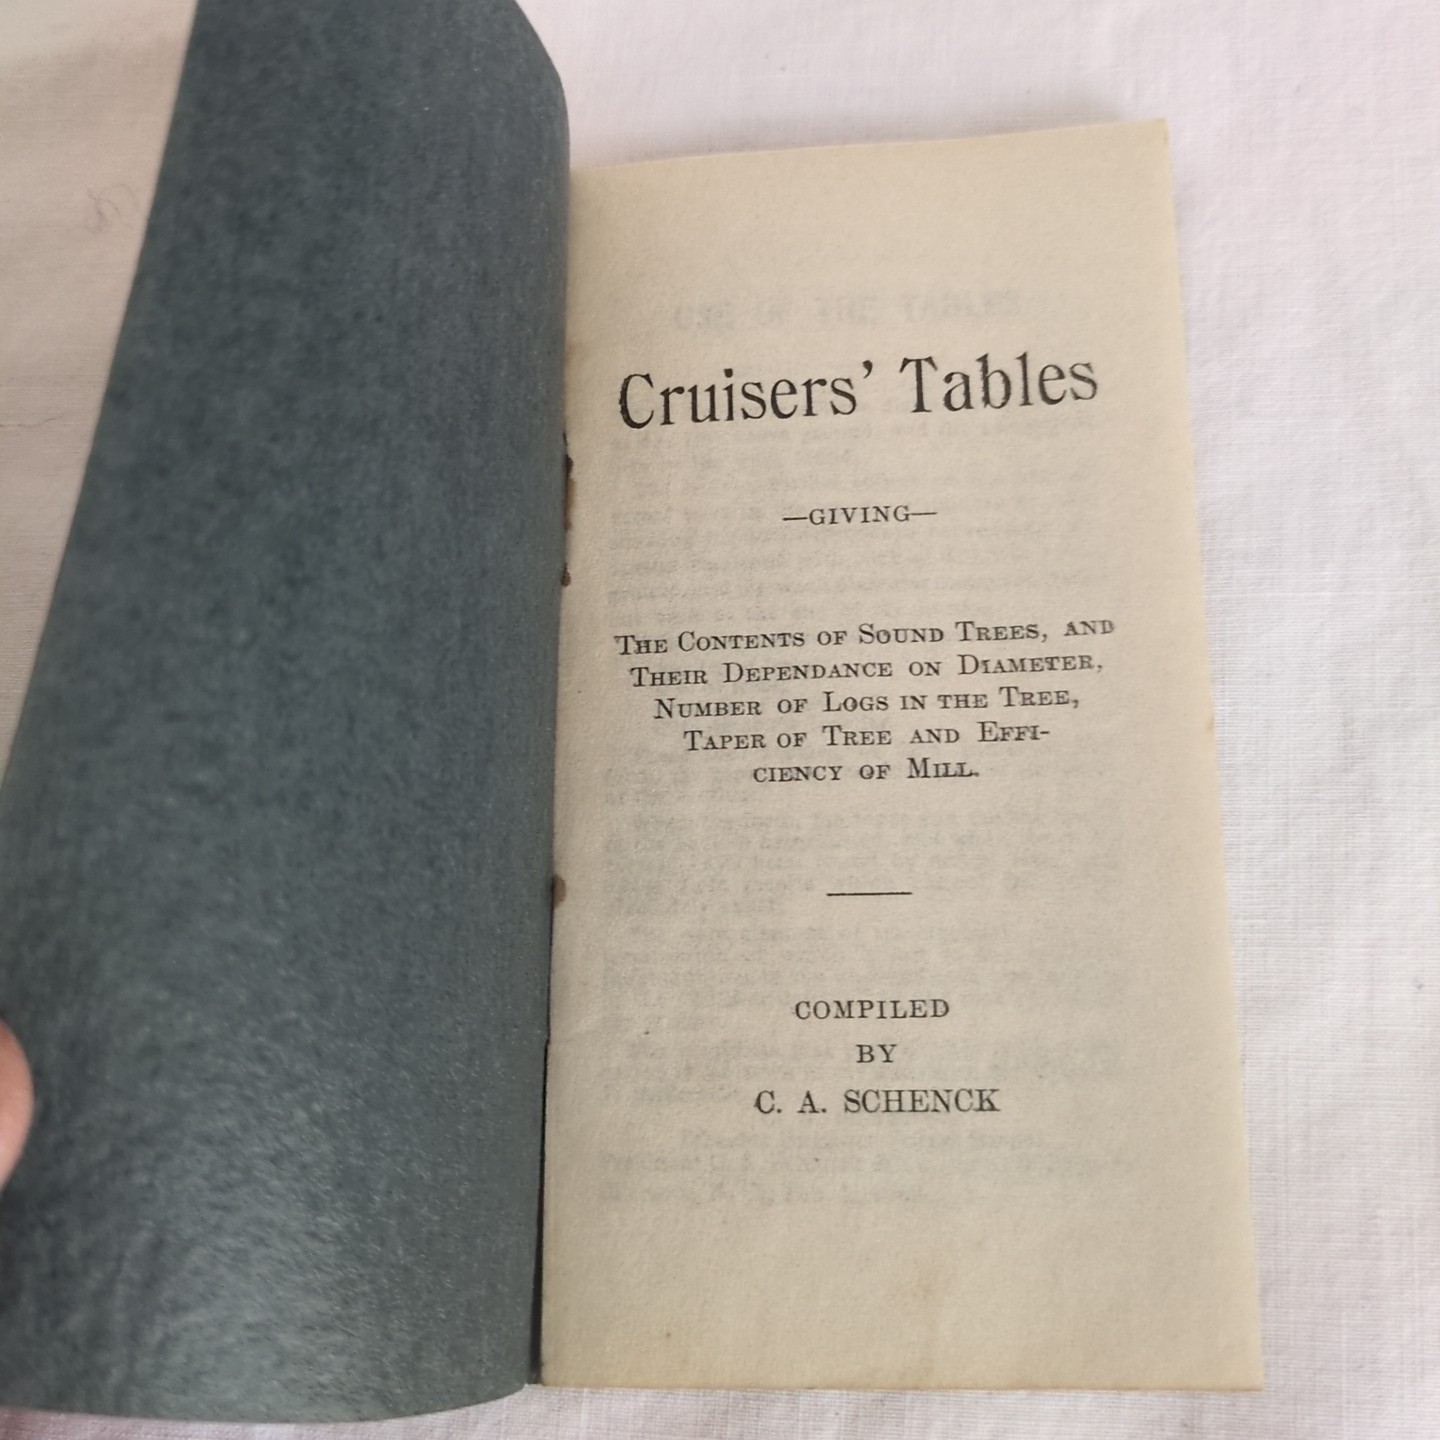 Cruisers' Tables
—GIVING—
THE CONTENTS OF SOUND TREES, AND
THEIR DEPENDANCE ON DIAMETER,
NUMBER OF LOGS IN THE TREE,
TAPER OF TREE AND EFFI-
CIENCY OF MILL.
COMPILED
BY
C. A. SCHENCK